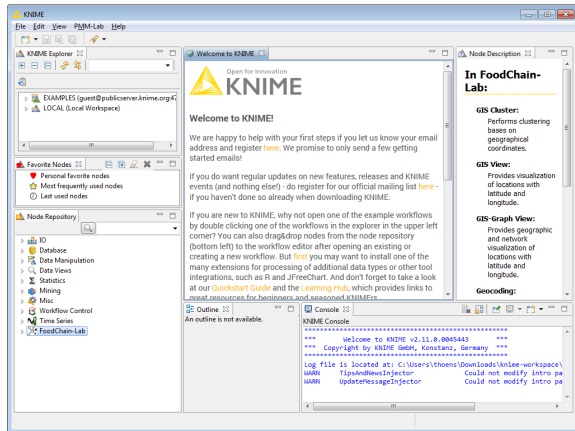 KNIME
File Edit View PMM-Lab Help
KNIME Explorer
EXAMPLES (guest@publicserver.knime.org:47
LOCAL (Local Workspace)
Favorite Nodes
Personal favorite nodes
Most frequently used nodes
Last used nodes
Node Repository
IO
Database
Data Manipulation
Data Views
Statistics
Mining
Misc
Workflow Control
Time Series
FoodChain-Lab
Welcome to KNIME
Open for Innovation
KNIME
Welcome to KNIME!
We are happy to help with your first steps if you let us know your email
address and register here. We promise to only send a few getting
started emails!
If you do want regular updates on new features, releases and KNIME
events (and nothing else!) - do register for our official mailing list here -
if you haven't done so already when downloading KNIME.
If you are new to KNIME, why not open one of the example workflows
by double clicking one of the workflows in the explorer in the upper left
corner? You can also drag&drop nodes from the node repository
(bottom left) to the workflow editor after opening an existing or
creating a new workflow. But first you may want to install one of the
many extensions for processing of additional data types or other tool
integrations, such as R and JFreeChart. And don't forget to take a look
at our Quickstart Guide and the Learning Hub, which provides links to
great resources for beginners and seasoned KNIMErs.
Node Description
In FoodChain-
Lab:
GIS Cluster:
Performs clustering
bases on
geographical
coordinates.
GIS View:
Provides visualization
of locations with
latitude and
longitude.
GIS-Graph View:
Provides geographic
and network
visualization of
locations with
latitude and
longitude.
Geocoding:
Outline
An outline is not available.
Console
KNIME Console
***************************************************
*** Welcome to KNIME v2.11.0.0045443 ***
*** Copyright by KNIME GmbH, Konstanz, Germany ***
***************************************************
Log file is located at: C:\Users\thoens\Downloads\knime-workspace\
WARN TipsAndNewsInjector Could not modify intro pa
WARN UpdateMessageInjector Could not modify intro pa